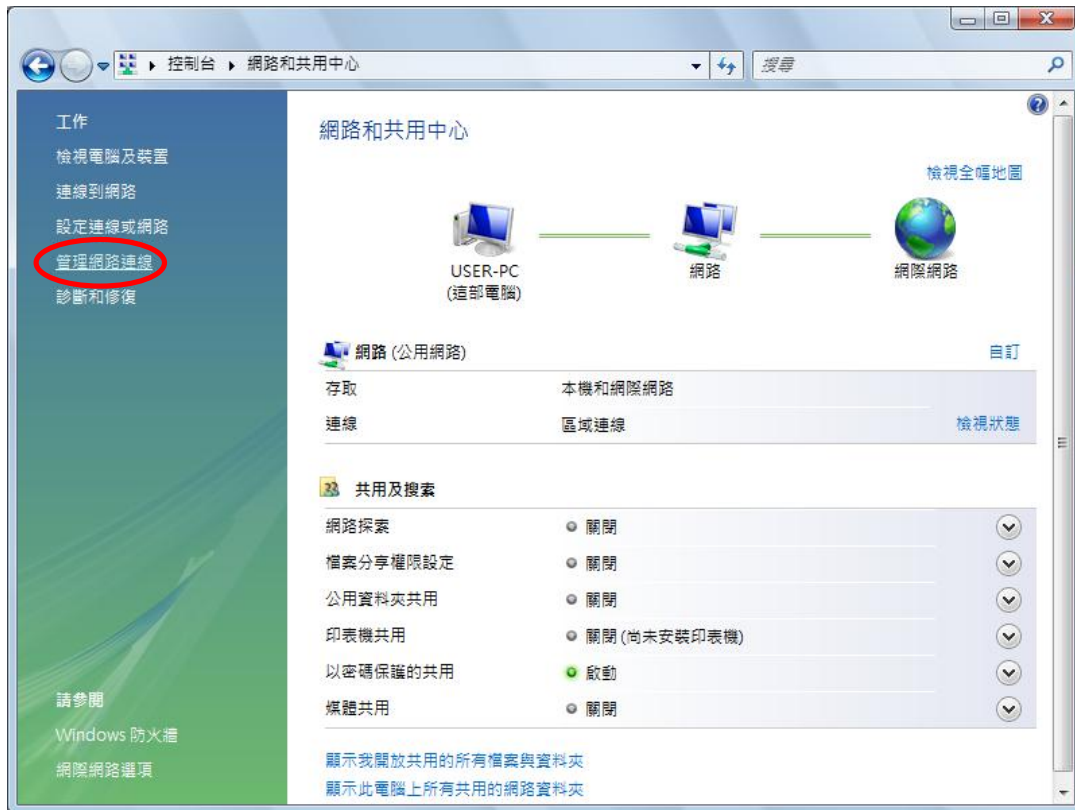 控制台 網路和共用中心 搜尋
工作
檢視電腦及裝置
連線到網路
設定連線或網路
管理網路連線
診斷和修復
請參閱
Windows 防火牆
網際網路選項
網路和共用中心
檢視全幅地圖
USER-PC
(這部電腦)
網路
網際網路
網路 (公用網路) 自訂
存取 本機和網際網路
連線 區域連線 檢視狀態
共用及搜索
網路探索 關閉
檔案分享權限設定 關閉
公用資料夾共用 關閉
印表機共用 關閉 (尚未安裝印表機)
以密碼保護的共用 啟動
媒體共用 關閉
顯示我開放共用的所有檔案與資料夾
顯示此電腦上所有共用的網路資料夾